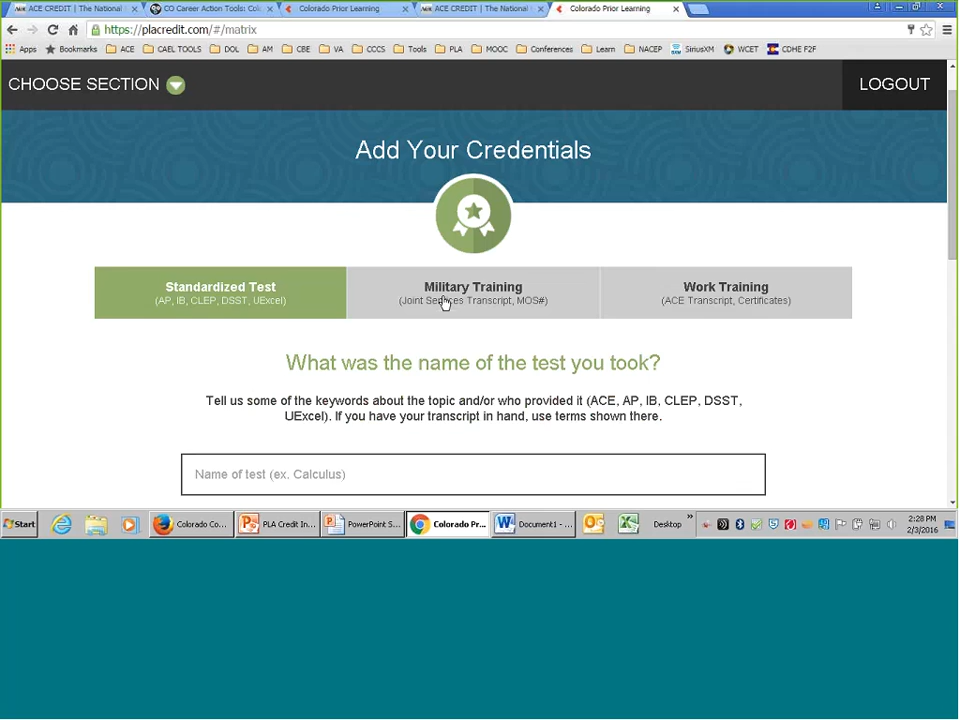 ACE CREDIT | The National
CO Career Action Tools: Col
Colorado Prior Learning
ACE CREDIT | The National
Colorado Prior Learning
https://placredit.com/#/matrix
Apps Bookmarks ACE CAEL TOOLS DOL AM CBE VA CCCS Tools PLA MOOC Conferences Learn NACEP SiriusXM WCET CDHE F2F
CHOOSE SECTION
LOGOUT
Add Your Credentials
Standardized Test
(AP, IB, CLEP, DSST, UExcel)
Military Training
(Joint Services Transcript, MOS#)
Work Training
(ACE Transcript, Certificates)
What was the name of the test you took?
Tell us some of the keywords about the topic and/or who provided it (ACE, AP, IB, CLEP, DSST,
UExcel). If you have your transcript in hand, use terms shown there.
Name of test (ex. Calculus)
Start
Colorado Co...
PLA Credit In...
PowerPoint S...
Colorado Pr...
Document1 - ...
Desktop
2:28 PM
2/3/2016